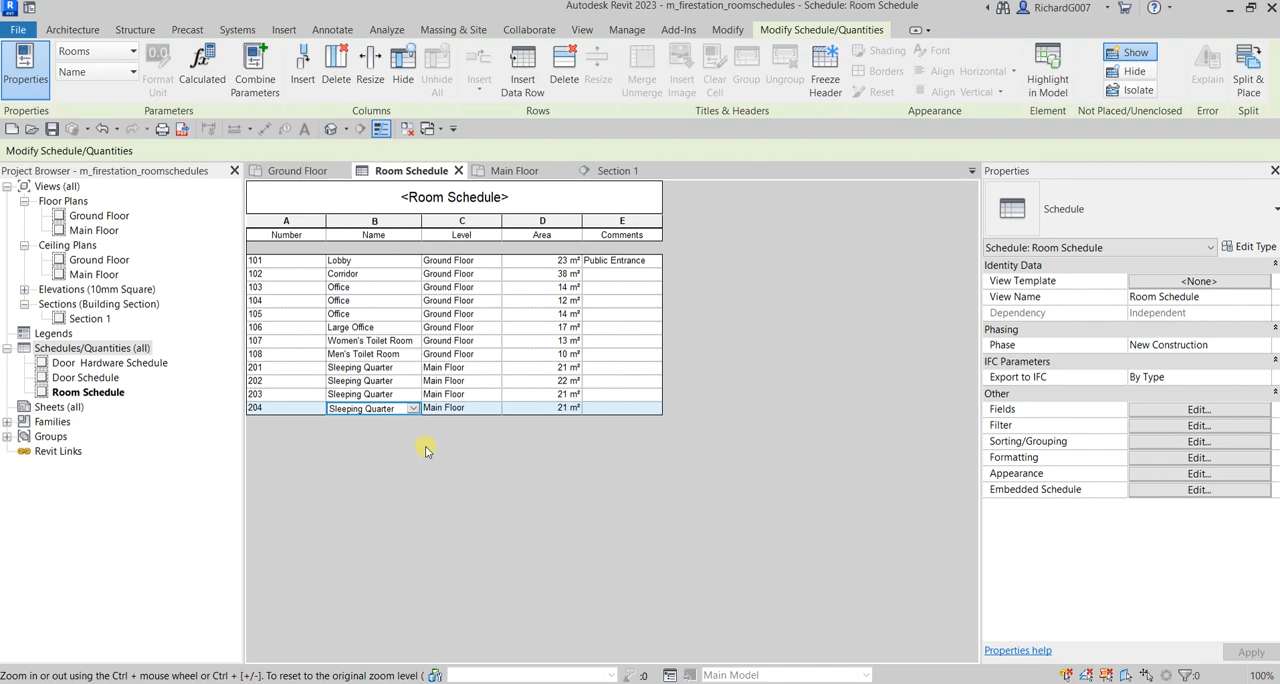 Autodesk Revit 2023 - m_firestation_roomschedules - Schedule: Room Schedule
RichardG007
File Architecture Structure Precast Systems Insert Annotate Analyze Massing & Site Collaborate View Manage Add-Ins Modify Modify Schedule/Quantities
Rooms
Name
Properties
Format Unit
Calculated
Combine Parameters
Insert
Delete
Resize
Hide
Unhide All
Insert
Insert Data Row
Delete
Resize
Merge Unmerge
Insert Image
Clear Cell
Group
Ungroup
Freeze Header
Shading
Borders
Reset
Font
Align Horizontal
Align Vertical
Highlight in Model
Show
Hide
Isolate
Explain
Split & Place
Properties Parameters Columns Rows Titles & Headers Appearance Element Not Placed/Unenclosed Error Split
Modify Schedule/Quantities
Project Browser - m_firestation_roomschedules
Views (all)
Floor Plans
Ground Floor
Main Floor
Ceiling Plans
Ground Floor
Main Floor
Elevations (10mm Square)
Sections (Building Section)
Section 1
Legends
Schedules/Quantities (all)
Door Hardware Schedule
Door Schedule
Room Schedule
Sheets (all)
Families
Groups
Revit Links
Ground Floor Room Schedule Main Floor Section 1
<Room Schedule>
A B C D E
Number Name Level Area Comments
101 Lobby Ground Floor 23 m² Public Entrance
102 Corridor Ground Floor 38 m²
103 Office Ground Floor 14 m²
104 Office Ground Floor 12 m²
105 Office Ground Floor 14 m²
106 Large Office Ground Floor 17 m²
107 Women's Toilet Room Ground Floor 13 m²
108 Men's Toilet Room Ground Floor 10 m²
201 Sleeping Quarter Main Floor 21 m²
202 Sleeping Quarter Main Floor 22 m²
203 Sleeping Quarter Main Floor 21 m²
204 Sleeping Quarter Main Floor 21 m²
Properties
Schedule
Schedule: Room Schedule Edit Type
Identity Data
View Template <None>
View Name Room Schedule
Dependency Independent
Phasing
Phase New Construction
IFC Parameters
Export to IFC By Type
Other
Fields Edit...
Filter Edit...
Sorting/Grouping Edit...
Formatting Edit...
Appearance Edit...
Embedded Schedule Edit...
Properties help Apply
Zoom in or out using the Ctrl + mouse wheel or Ctrl + [+/-]. To reset to the original zoom level (
:0
Main Model
:0
100%